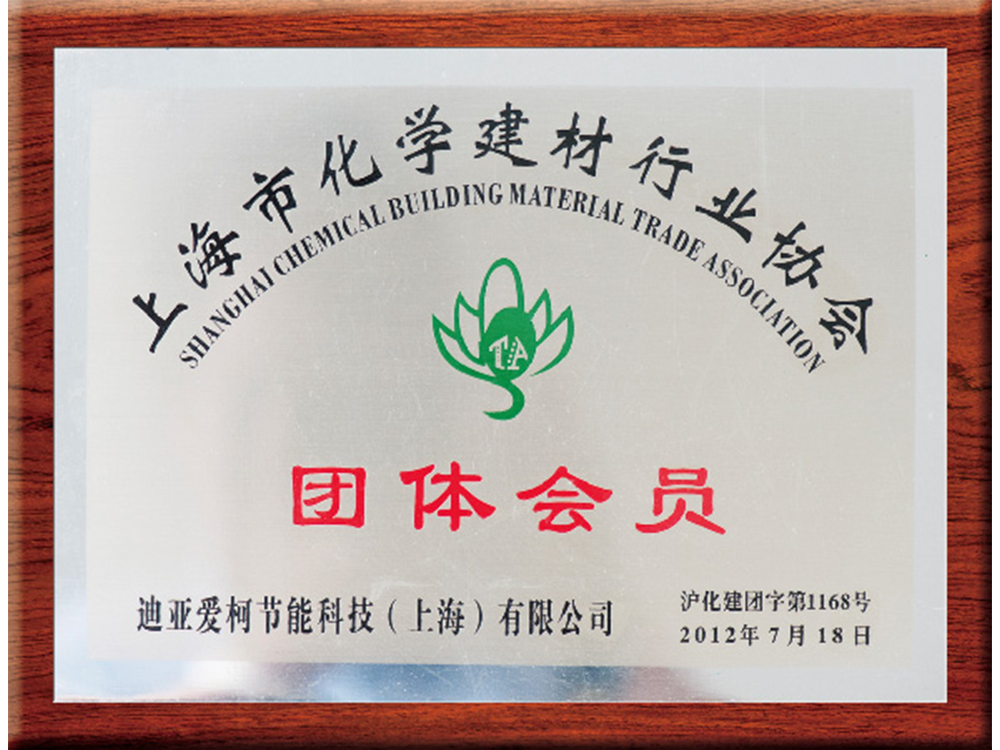 上海市化学建材行业协会
SHANGHAI CHEMICAL BUILDING MATERIAL TRADE ASSOCIATION
团体会员
迪亚爱柯节能科技（上海）有限公司
沪化建团字第1168号
2012年7月18日